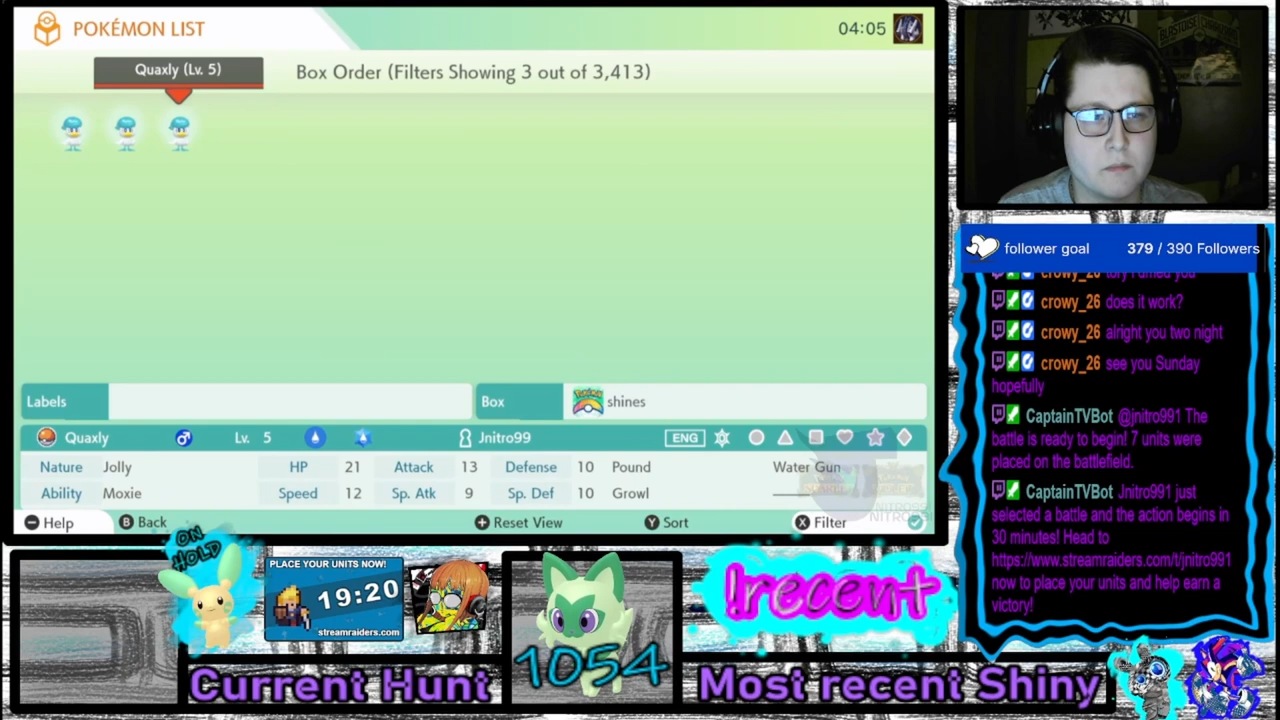 POKÉMON LIST
04:05
Quaxly (Lv. 5)
Box Order (Filters Showing 3 out of 3,413)
Labels
Box
shines
Quaxly
Lv. 5
Jnitro99
ENG
Nature Jolly
HP 21
Attack 13
Defense 10
Pound
Water Gun
Ability Moxie
Speed 12
Sp. Atk 9
Sp. Def 10
Growl
Help
Back
Reset View
Sort
Filter
follower goal 379 / 390 Followers
crowy_26
crowy_26 does it work?
crowy_26 alright you two night
crowy_26 see you Sunday
hopefully
CaptainTVBot @jnitro991 The
battle is ready to begin! 7 units were
placed on the battlefield.
CaptainTVBot Jnitro991 just
selected a battle and the action begins in
30 minutes! Head to
https://www.streamraiders.com/t/jnitro991
now to place your units and help earn a
victory!
ON
HOLD
PLACE YOUR UNITS NOW!
19:20
streamraiders.com
Current Hunt
1054
!recent
Most recent Shiny